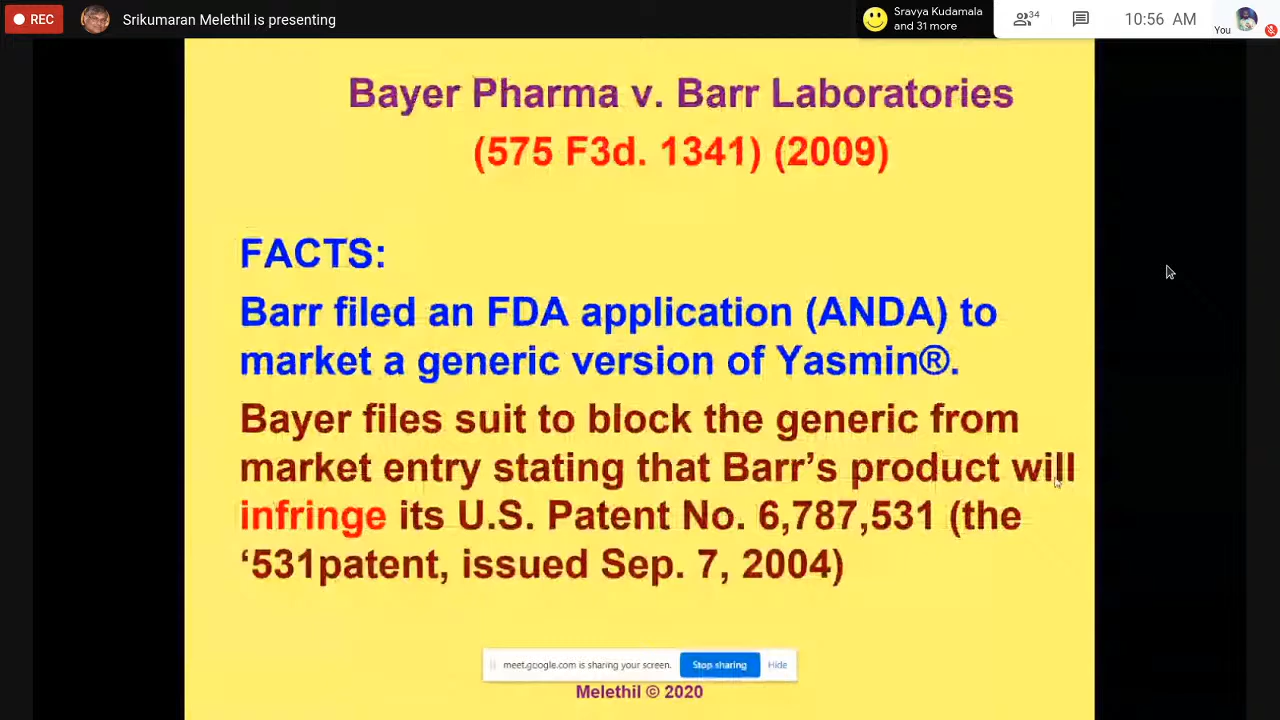 REC
Srikumaran Melethil is presenting
Sravya Kudamala
and 31 more
34
10:56 AM
You
Bayer Pharma v. Barr Laboratories
(575 F3d. 1341) (2009)
FACTS:
Barr filed an FDA application (ANDA) to
market a generic version of Yasmin®.
Bayer files suit to block the generic from
market entry stating that Barr’s product will
infringe its U.S. Patent No. 6,787,531 (the
‘531patent, issued Sep. 7, 2004)
meet.google.com is sharing your screen.
Stop sharing
Hide
Melethil © 2020